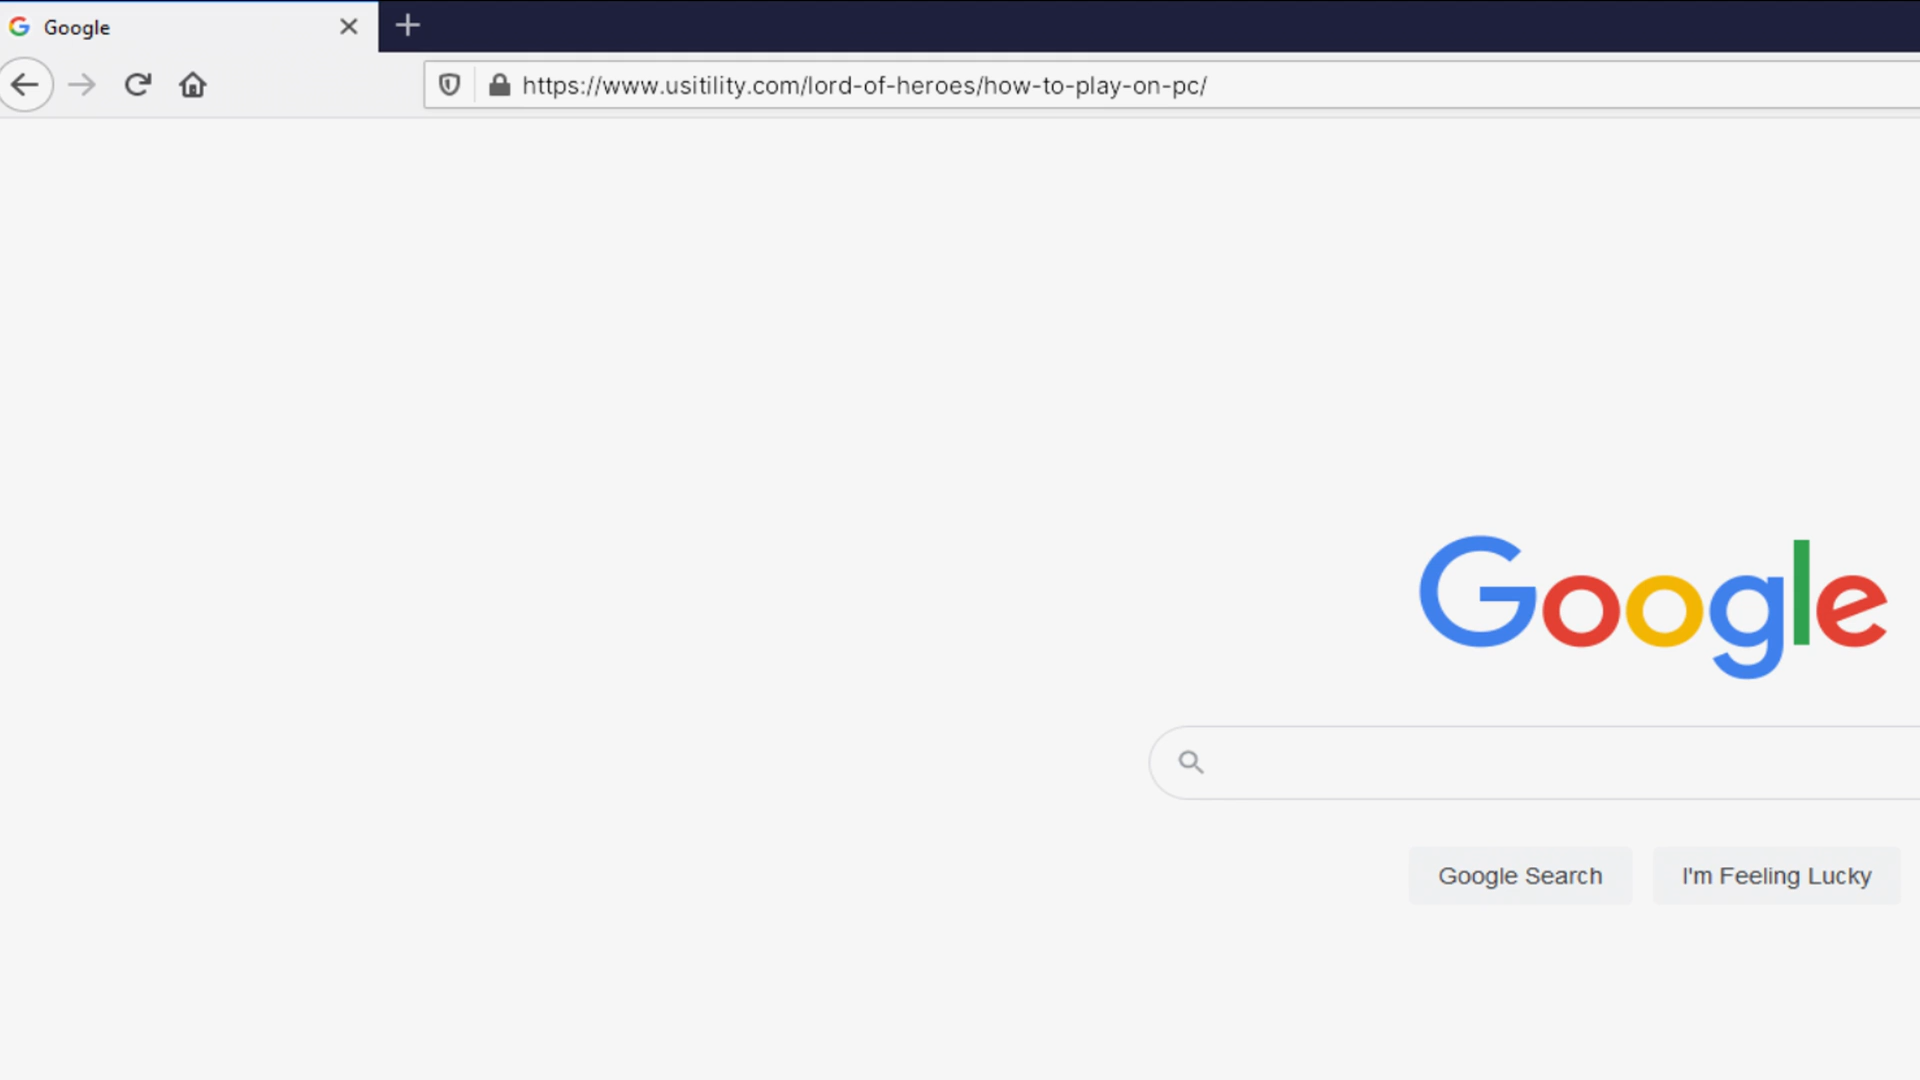 Google
https://www.usitility.com/lord-of-heroes/how-to-play-on-pc/
Google
Google Search
I'm Feeling Lucky